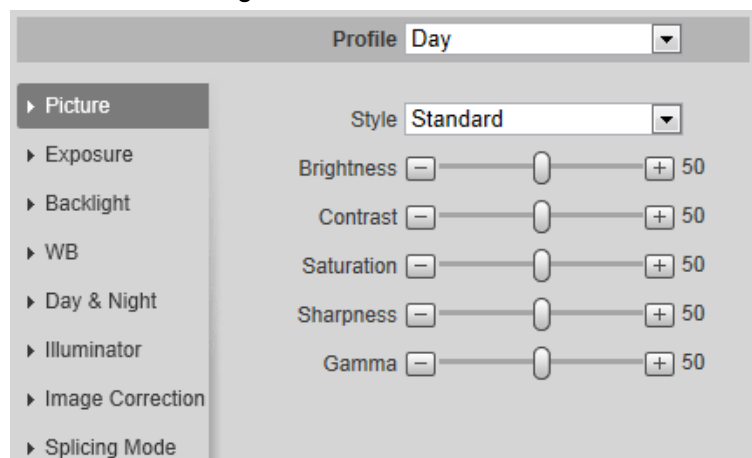 Profile Day
Picture
Style Standard
Exposure
Brightness 50
Backlight
Contrast 50
WB
Saturation 50
Day & Night
Sharpness 50
Illuminator
Gamma 50
Image Correction
Splicing Mode